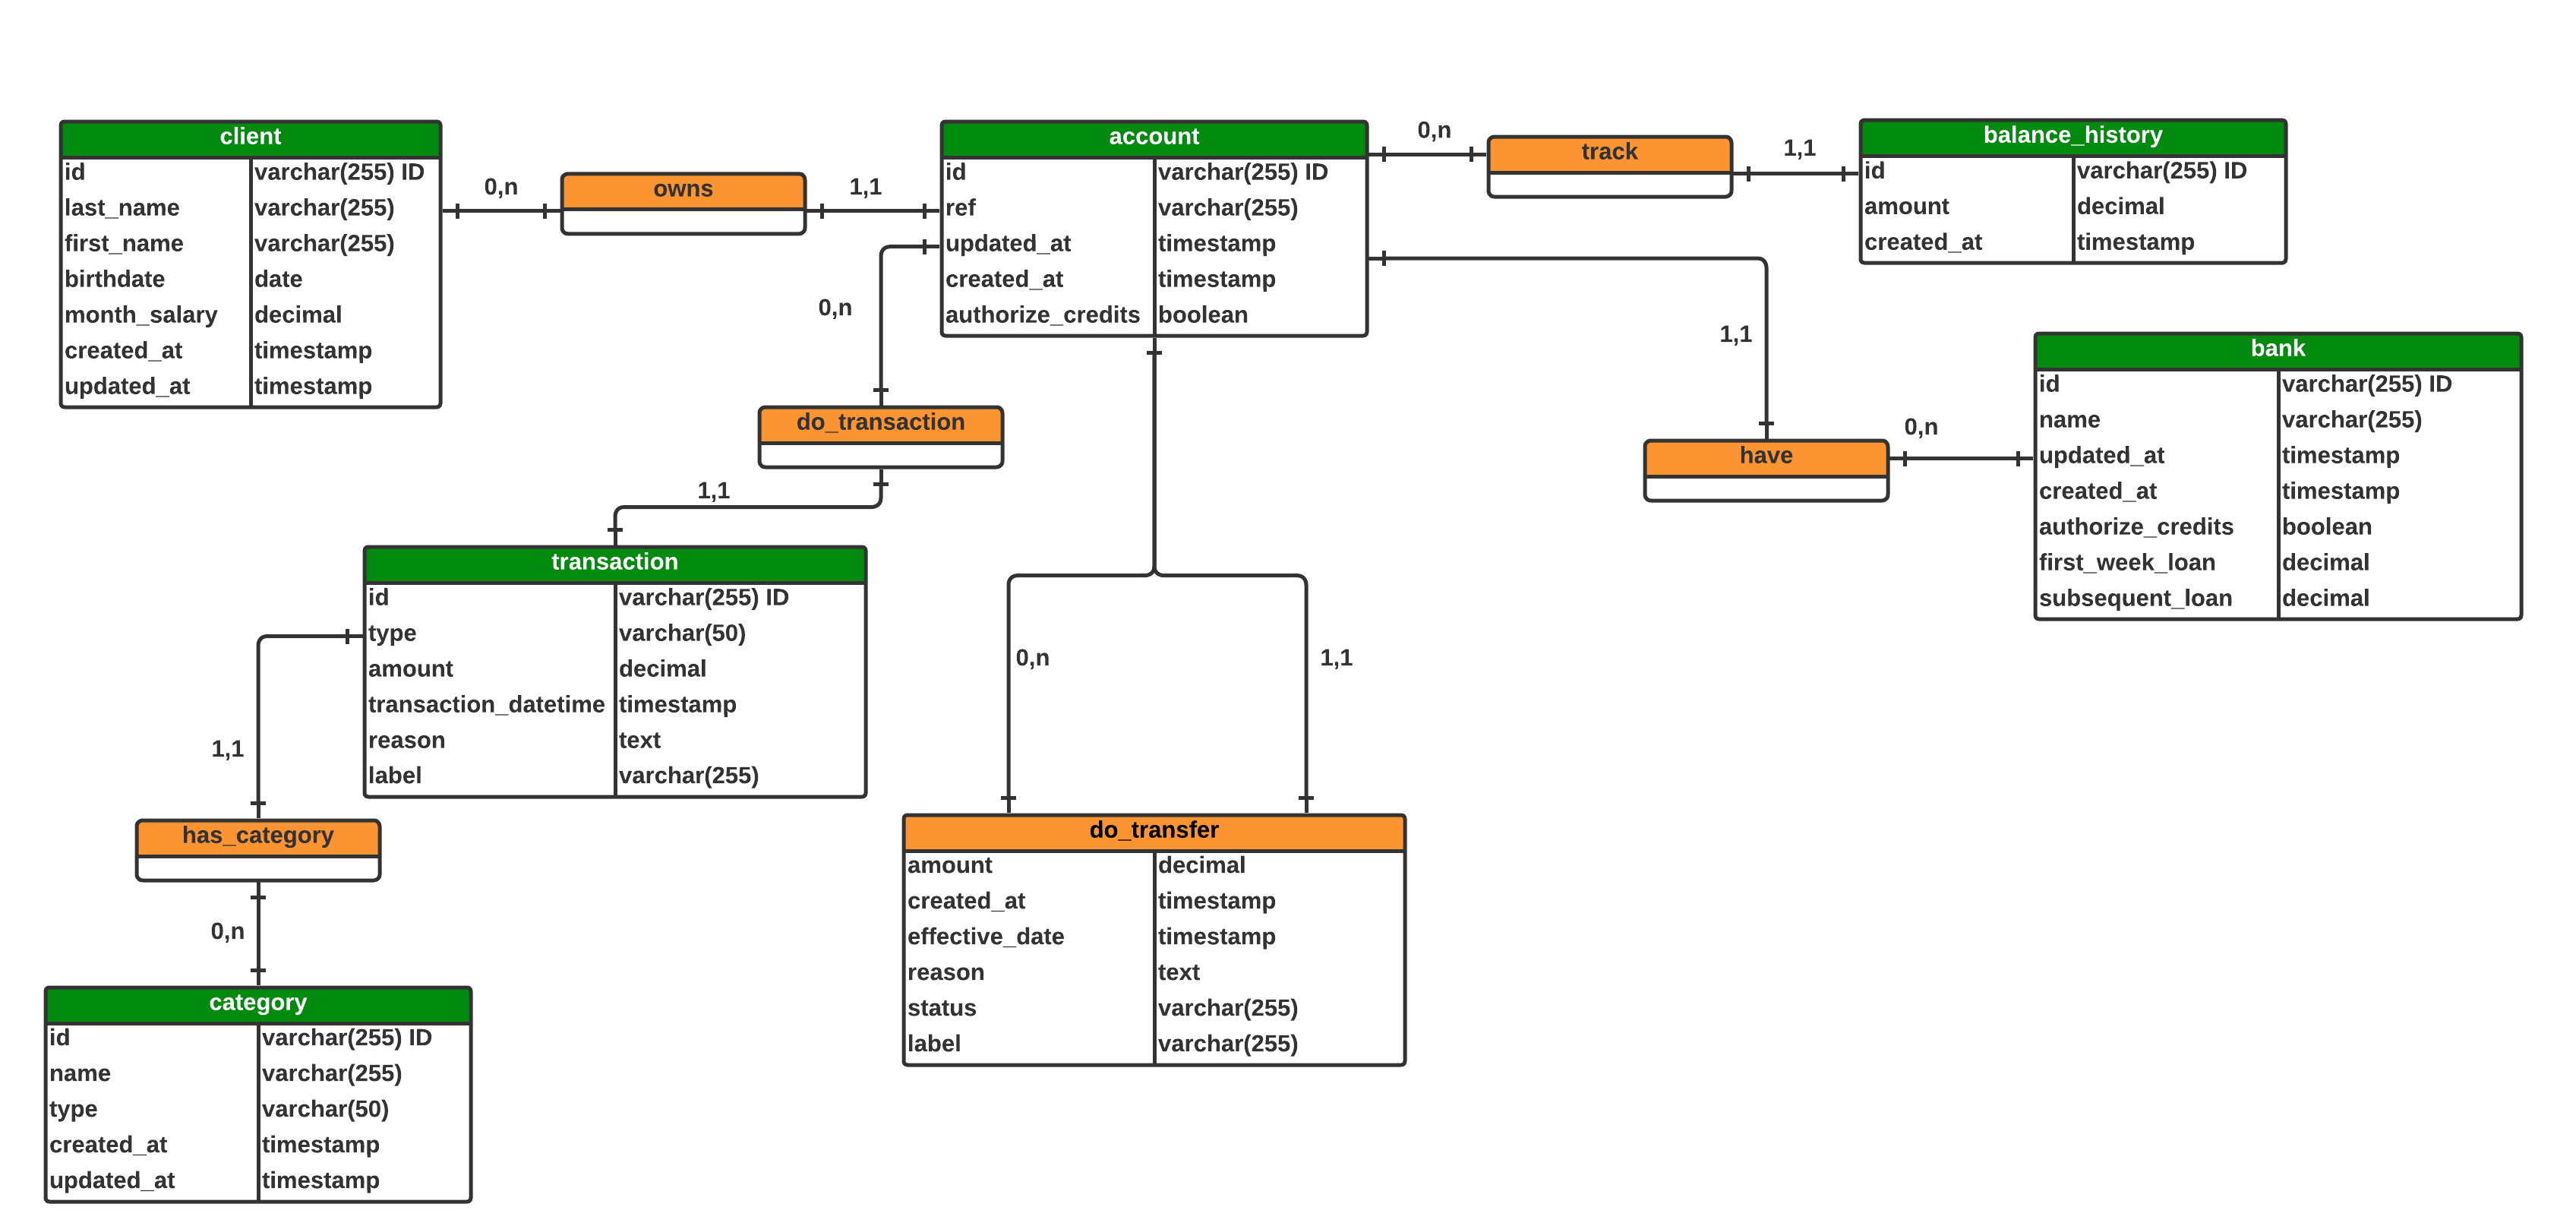 client
id varchar(255) ID
last_name varchar(255)
first_name varchar(255)
birthdate date
month_salary decimal
created_at timestamp
updated_at timestamp
0,n
owns
1,1
account
id varchar(255) ID
ref varchar(255)
updated_at timestamp
created_at timestamp
authorize_credits boolean
0,n
track
1,1
balance_history
id varchar(255) ID
amount decimal
created_at timestamp
0,n
do_transaction
1,1
1,1
have
0,n
bank
id varchar(255) ID
name varchar(255)
updated_at timestamp
created_at timestamp
authorize_credits boolean
first_week_loan decimal
subsequent_loan decimal
transaction
id varchar(255) ID
type varchar(50)
amount decimal
transaction_datetime timestamp
reason text
label varchar(255)
0,n
1,1
1,1
has_category
0,n
do_transfer
amount decimal
created_at timestamp
effective_date timestamp
reason text
status varchar(255)
label varchar(255)
category
id varchar(255) ID
name varchar(255)
type varchar(50)
created_at timestamp
updated_at timestamp